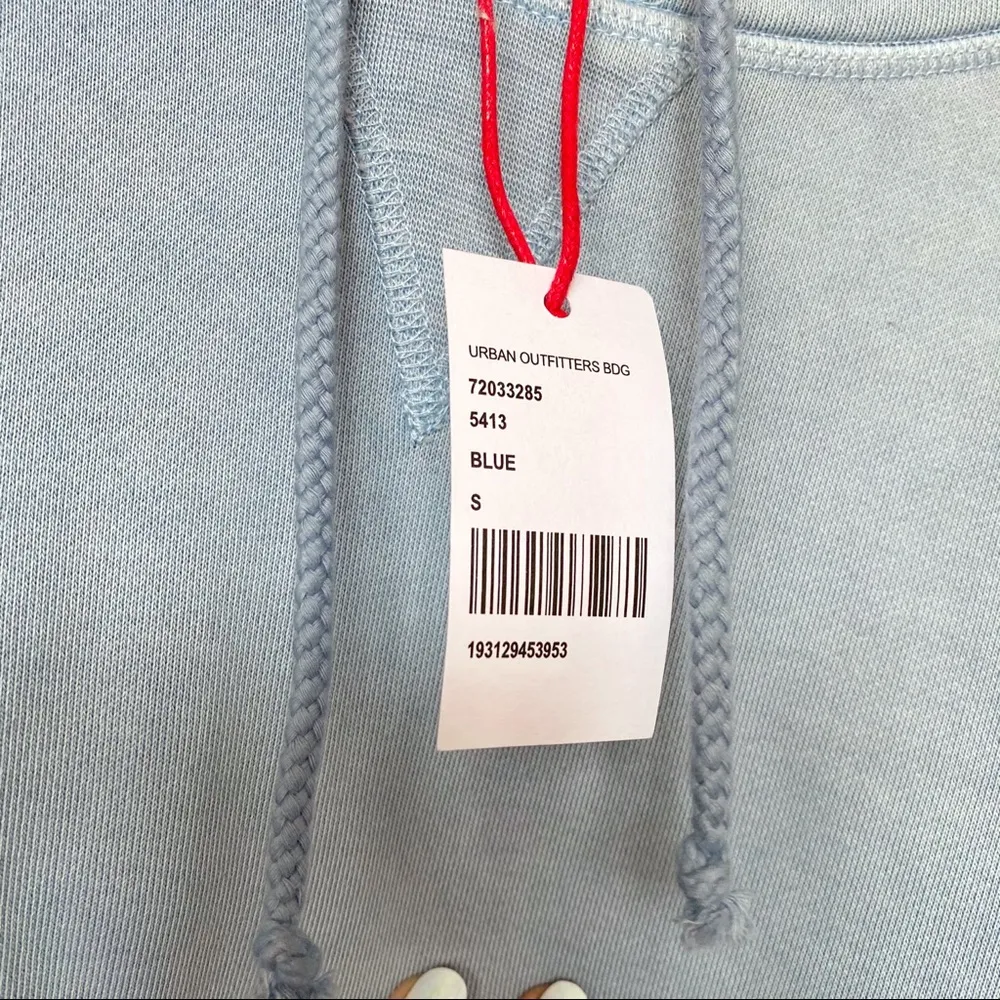 URBAN OUTFITTERS BDG
72033285
5413
BLUE
S
193129453953